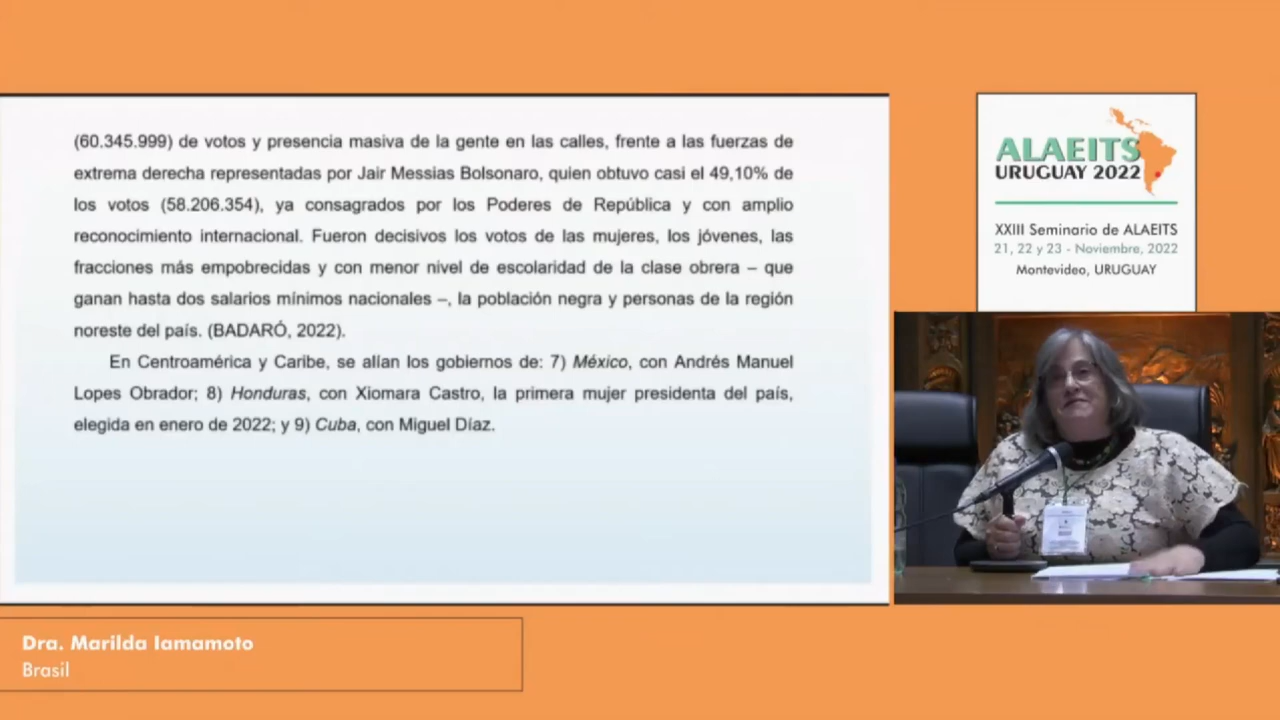 (60.345.999) de votos y presencia masiva de la gente en las calles, frente a las fuerzas de
extrema derecha representadas por Jair Messias Bolsonaro, quien obtuvo casi el 49,10% de
los votos (58.206.354), ya consagrados por los Poderes de República y con amplio
reconocimiento internacional. Fueron decisivos los votos de las mujeres, los jóvenes, las
fracciones más empobrecidas y con menor nivel de escolaridad de la clase obrera – que
ganan hasta dos salarios mínimos nacionales –, la población negra y personas de la región
noreste del país. (BADARÓ, 2022).
En Centroamérica y Caribe, se alían los gobiernos de: 7) México, con Andrés Manuel
Lopes Obrador; 8) Honduras, con Xiomara Castro, la primera mujer presidenta del país,
elegida en enero de 2022; y 9) Cuba, con Miguel Díaz.
ALAEITS
URUGUAY 2022
XXIII Seminario de ALAEITS
21, 22 y 23 - Noviembre, 2022
Montevideo, URUGUAY
Dra. Marilda Iamamoto
Brasil